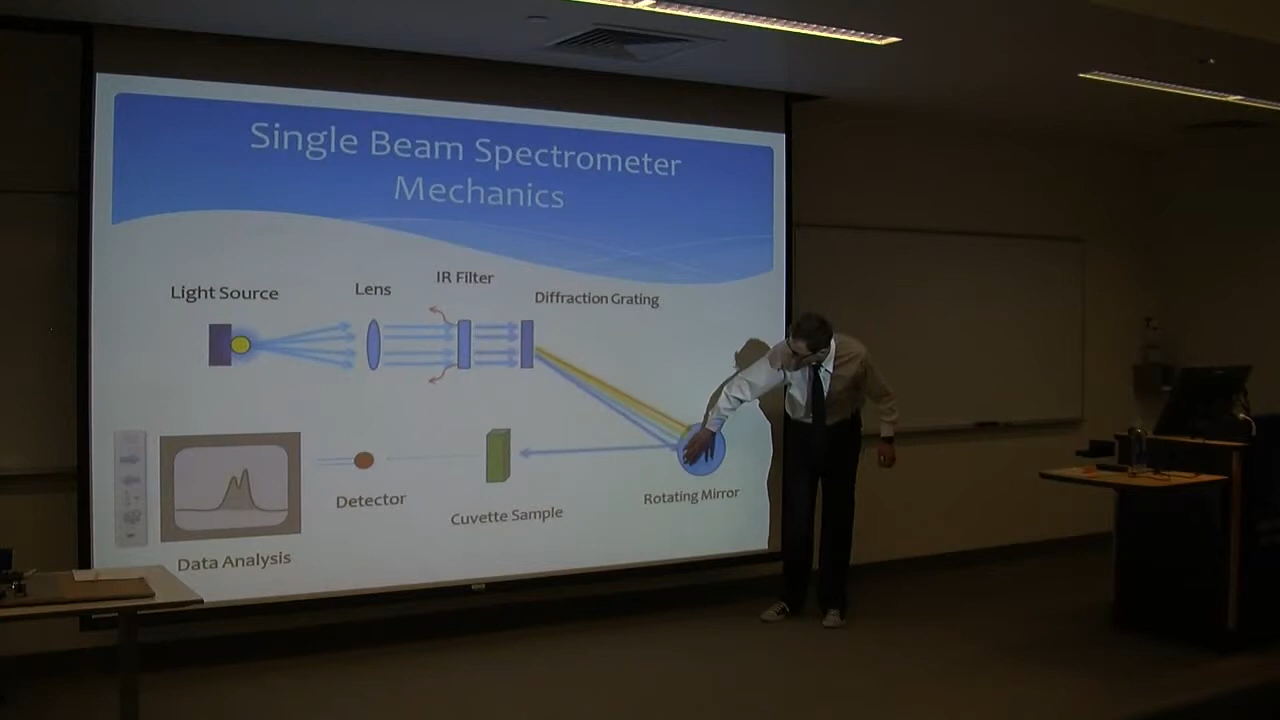 Single Beam Spectrometer
Mechanics
Light Source
Lens
IR Filter
Diffraction Grating
Rotating Mirror
Cuvette Sample
Detector
Data Analysis